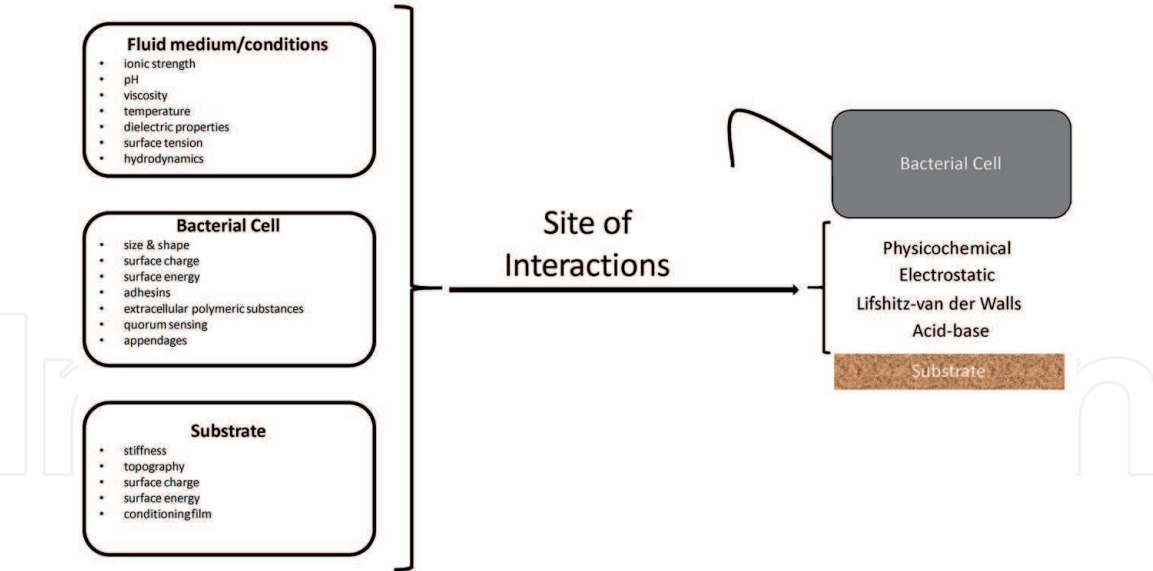 Fluid medium/conditions
• ionic strength
• pH
• viscosity
• temperature
• dielectric properties
• surface tension
• hydrodynamics
Bacterial Cell
• size & shape
• surface charge
• surface energy
• adhesins
• extracellular polymeric substances
• quorum sensing
• appendages
Substrate
• stiffness
• topography
• surface charge
• surface energy
• conditioning film
Site of
Interactions
Bacterial Cell
Physicochemical
Electrostatic
Lifshitz-van der Walls
Acid-base
Substrate